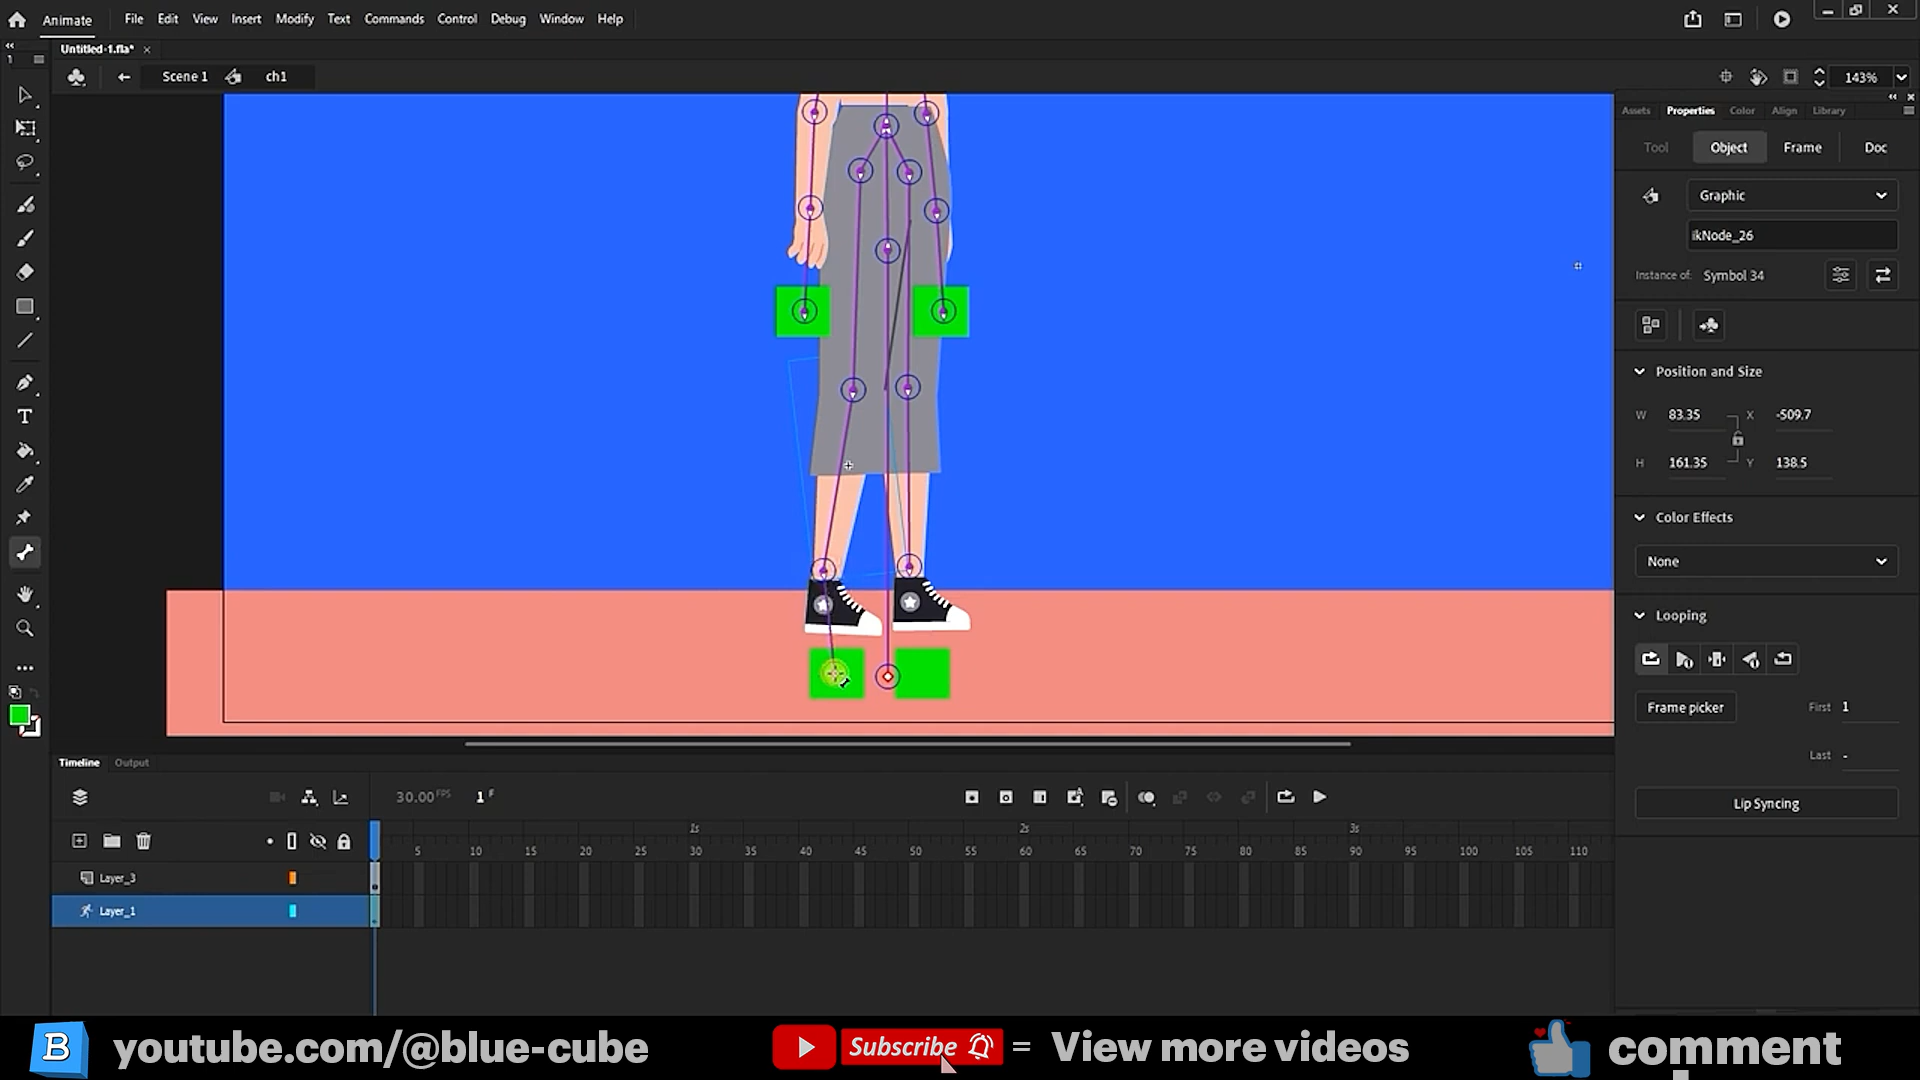 Animate File Edit View Insert Modify Text Commands Control Debug Window Help
Untitled-1.fla* ×
1
Scene 1 ch1 143%
Assets Properties Color Align Library
Tool Object Frame Doc
Graphic
ikNode_26
Instance of: Symbol 34
Position and Size
W 83.35 X -509.7
H 161.35 Y 138.5
Color Effects
None
Looping
Frame picker First 1
Last -
Lip Syncing
Timeline Output
30.00 FPS 1 F
1s 2s 3s
5 10 15 20 25 30 35 40 45 50 55 60 65 70 75 80 85 90 95 100 105 110
Layer_3
Layer_1
B youtube.com/@blue-cube Subscribe = View more videos comment